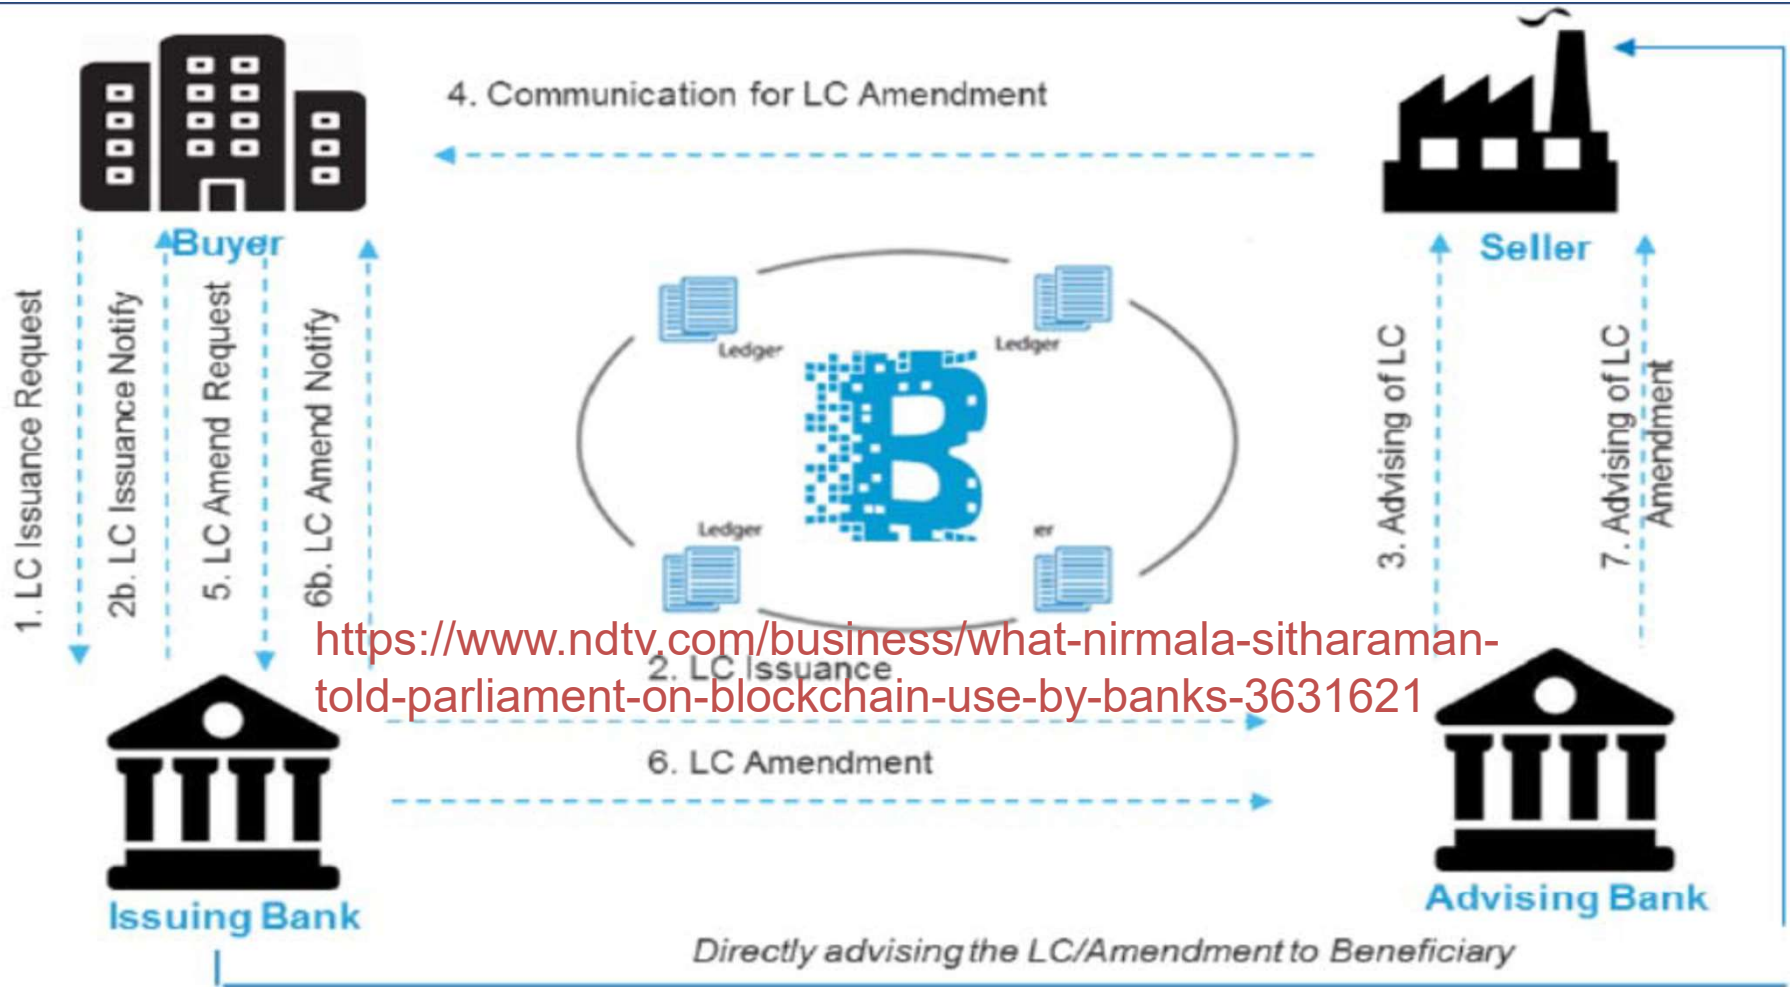 4. Communication for LC Amendment
Buyer
Seller
1. LC Issuance Request
2b. LC Issuance Notify
5. LC Amend Request
6b. LC Amend Notify
Ledger
Ledger
Ledger
er
3. Advising of LC
7. Advising of LC
Amendment
https://www.ndtv.com/business/what-nirmala-sitharaman-
2. LC Issuance
told-parliament-on-blockchain-use-by-banks-3631621
6. LC Amendment
Issuing Bank
Advising Bank
Directly advising the LC/Amendment to Beneficiary